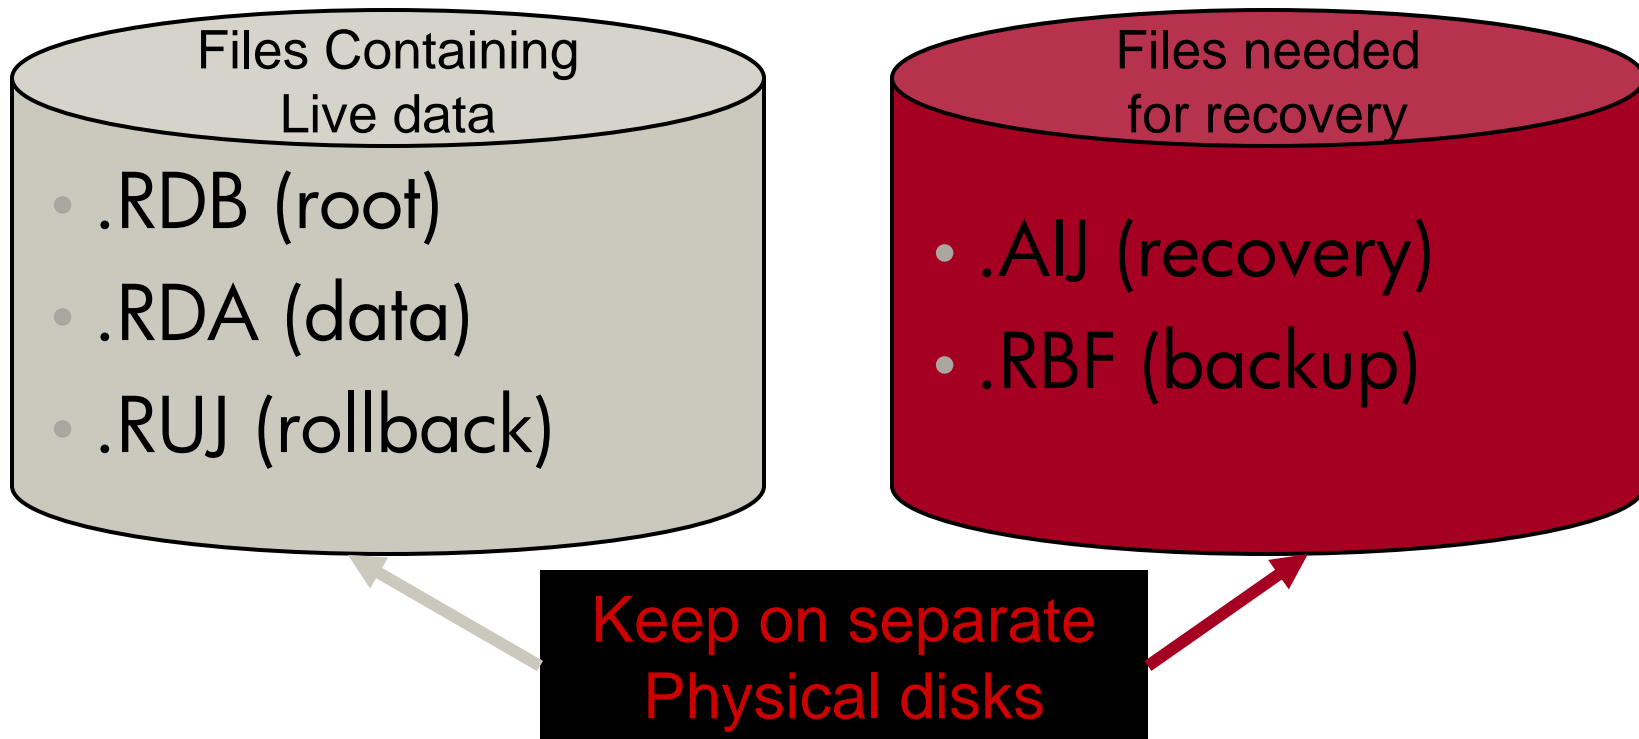 Files Containing
Live data
• .RDB (root)
• .RDA (data)
• .RUJ (rollback)
Files needed
for recovery
• .AIJ (recovery)
• .RBF (backup)
Keep on separate
Physical disks